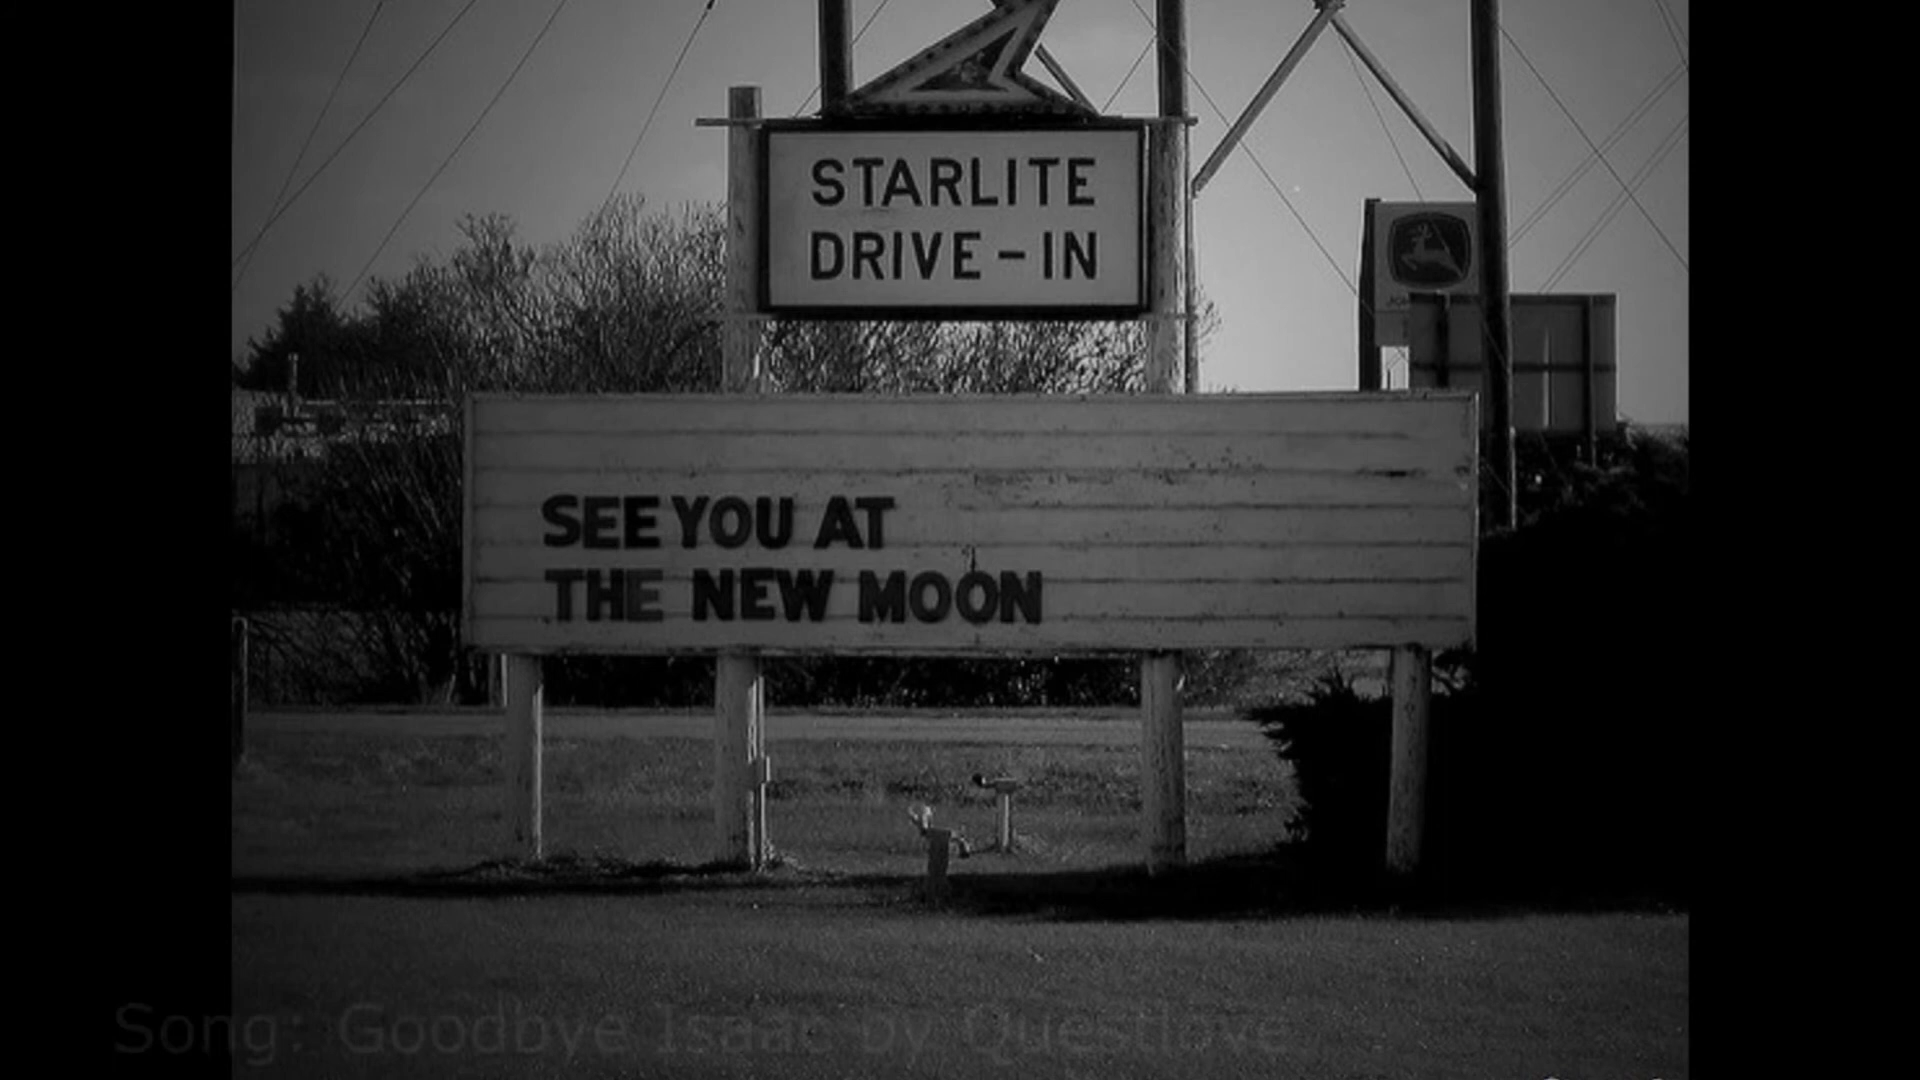 STARLITE
DRIVE-IN
SEE YOU AT
THE NEW MOON
Song: Goodbye Isaac by Questlove